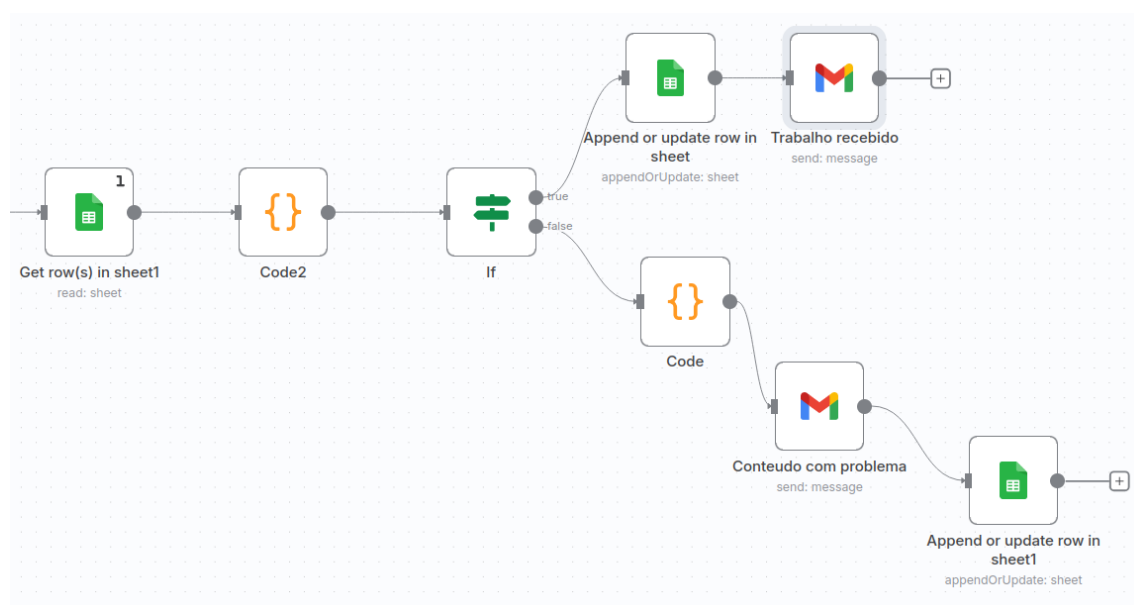 Append or update row in
sheet
appendOrUpdate: sheet
Trabalho recebido
send: message
1
Get row(s) in sheet1
read: sheet
{}
Code2
If
true
false
{}
Code
Conteudo com problema
send: message
Append or update row in
sheet1
appendOrUpdate: sheet